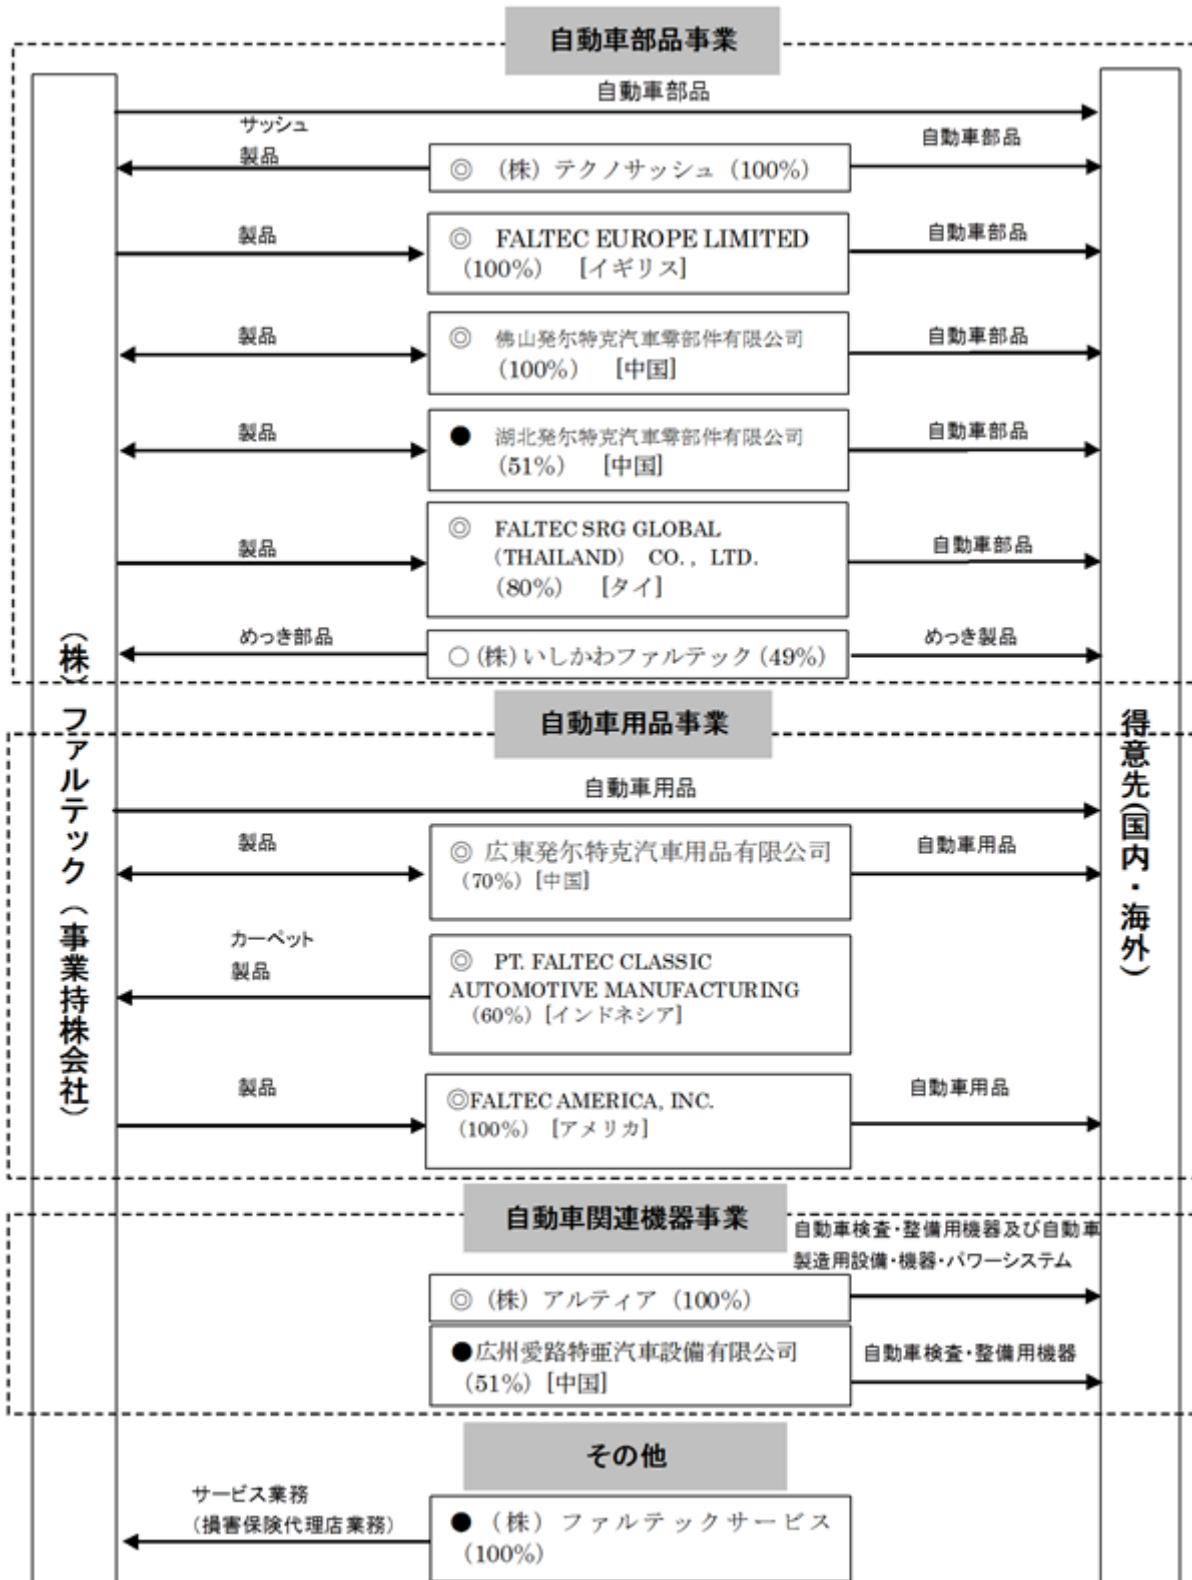 自動車部品事業
自動車部品
サッシュ
製品
◎ (株) テクノサッシュ (100%)
自動車部品
製品
◎ FALTEC EUROPE LIMITED
(100%) [イギリス]
自動車部品
製品
◎ 佛山発尔特克汽車零部件有限公司
(100%) [中国]
自動車部品
製品
● 湖北発尔特克汽車零部件有限公司
(51%) [中国]
自動車部品
製品
◎ FALTEC SRG GLOBAL
(THAILAND) CO., LTD.
(80%) [タイ]
自動車部品
めっき部品
○(株)いしかわファルテック(49%)
めっき製品
(株)ファルテック(事業持株会社)
得意先(国内・海外)
自動車用品事業
自動車用品
製品
◎ 広東発尔特克汽車用品有限公司
(70%) [中国]
自動車用品
カーペット
製品
◎ PT. FALTEC CLASSIC
AUTOMOTIVE MANUFACTURING
(60%) [インドネシア]
製品
◎FALTEC AMERICA, INC.
(100%) [アメリカ]
自動車用品
自動車関連機器事業
自動車検査・整備用機器及び自動車
製造用設備・機器・パワーシステム
◎ (株) アルティア (100%)
●広州愛路特亜汽車設備有限公司
(51%) [中国]
自動車検査・整備用機器
その他
サービス業務
(損害保険代理店業務)
● (株) ファルテックサービス
(100%)